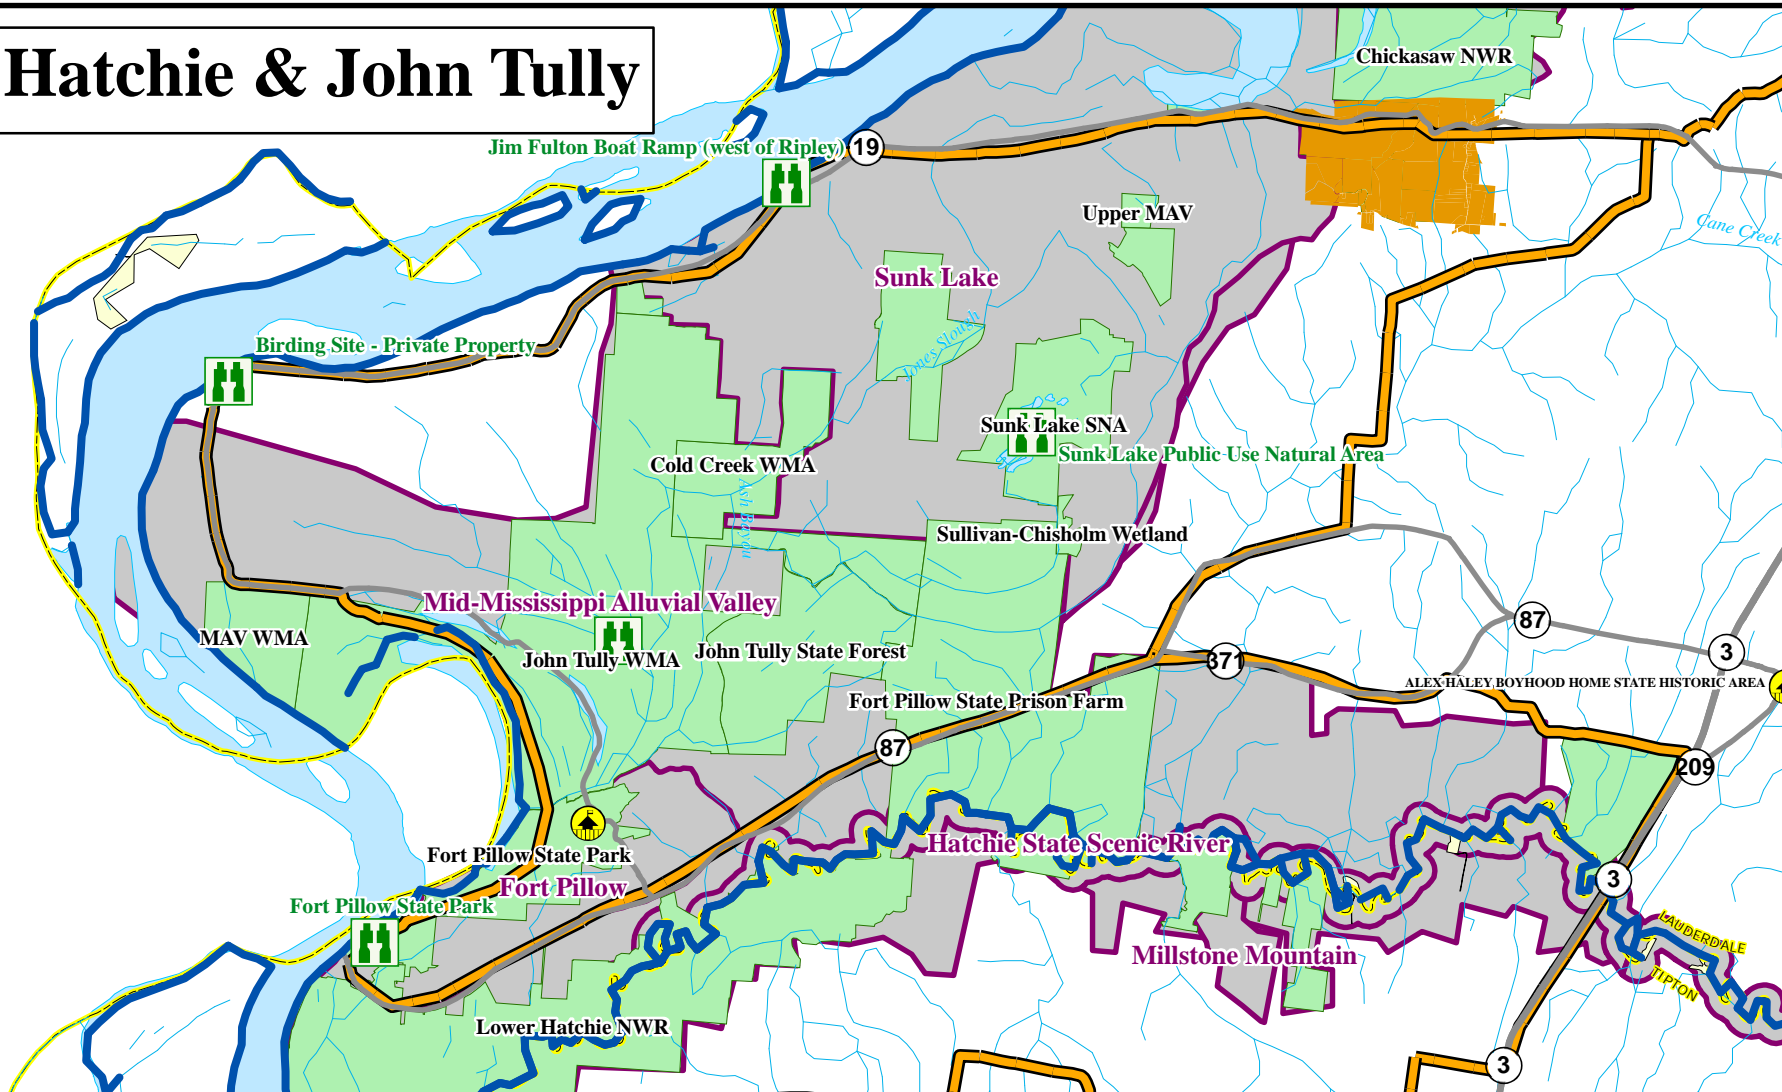 Hatchie & John Tully
Chickasaw NWR
Jim Fulton Boat Ramp (west of Ripley)
19
Upper MAV
Cane Creek
Sunk Lake
Jones Slough
Birding Site - Private Property
Sunk Lake SNA
Sunk Lake Public Use Natural Area
Cold Creek WMA
Ash Bayou
Sullivan-Chisholm Wetland
Mid-Mississippi Alluvial Valley
87
MAV WMA
John Tully WMA
John Tully State Forest
371
3
ALEX HALEY BOYHOOD HOME STATE HISTORIC AREA
Fort Pillow State Prison Farm
87
209
Hatchie State Scenic River
Fort Pillow State Park
Fort Pillow
3
Fort Pillow State Park
LAUDERDALE
Millstone Mountain
TIPTON
Lower Hatchie NWR
3